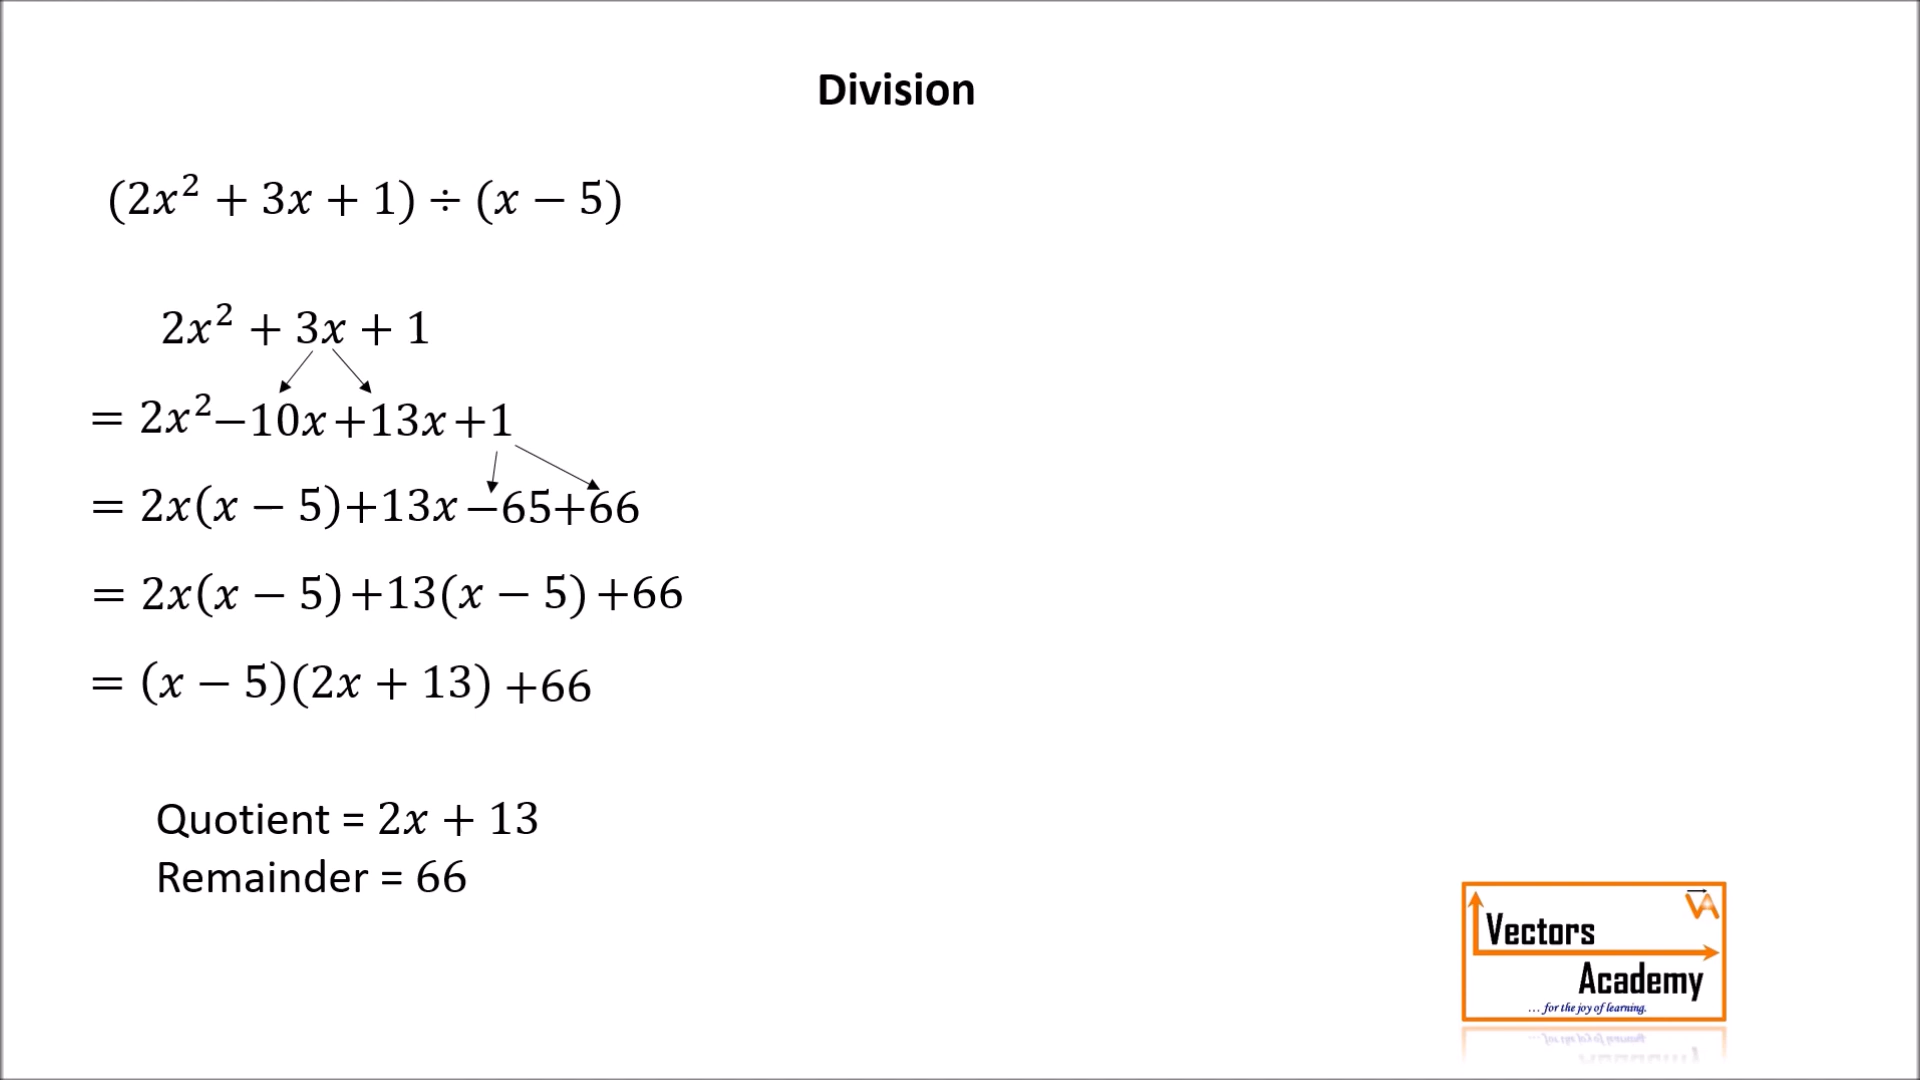 Division
(2x² + 3x + 1) ÷ (x − 5)
2x² + 3x + 1
= 2x²−10x+13x+1
= 2x(x − 5)+13x−65+66
= 2x(x − 5)+13(x − 5)+66
= (x − 5)(2x + 13) +66
Quotient = 2x + 13
Remainder = 66
VA
Vectors
Academy
... for the joy of learning.